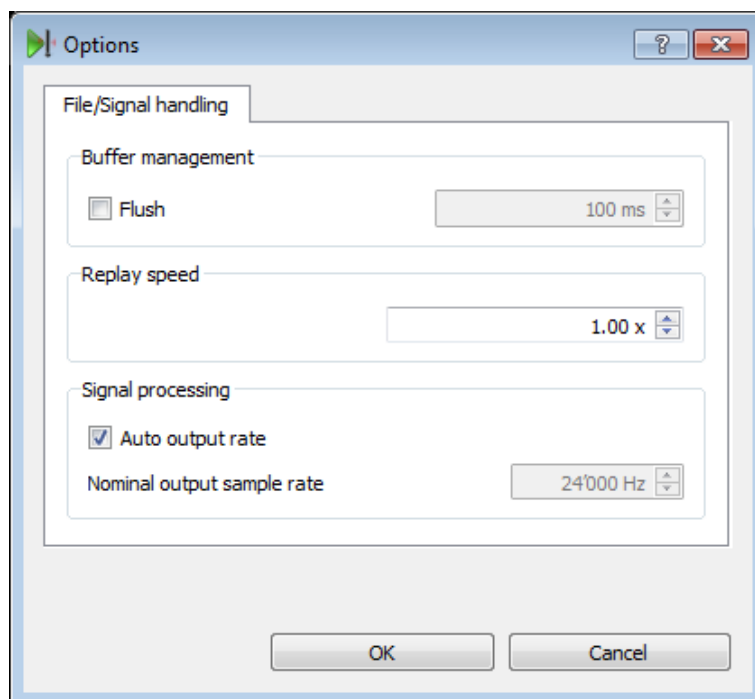 Options
File/Signal handling
Buffer management
Flush
100 ms
Replay speed
1.00 x
Signal processing
Auto output rate
Nominal output sample rate
24'000 Hz
OK
Cancel